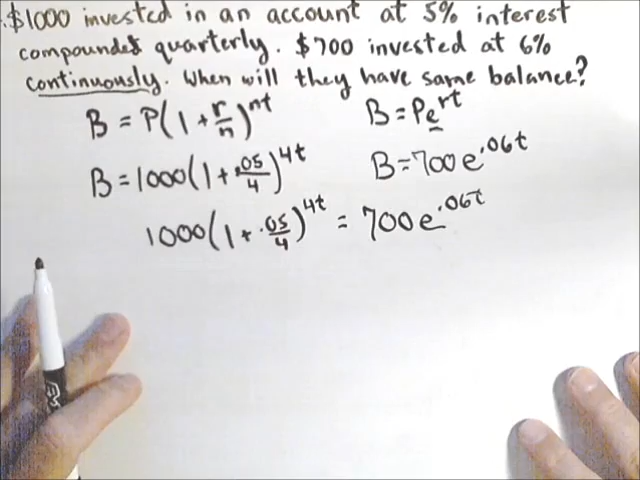 $1000 invested in an account at 5% interest
compounded quarterly. $700 invested at 6%
continuously. When will they have same balance?
B = P(1 + r/n)^nt B = Pe^rt
B = 1000(1 + .05/4)^4t B = 700e^.06t
1000(1 + .05/4)^4t = 700e^.06t